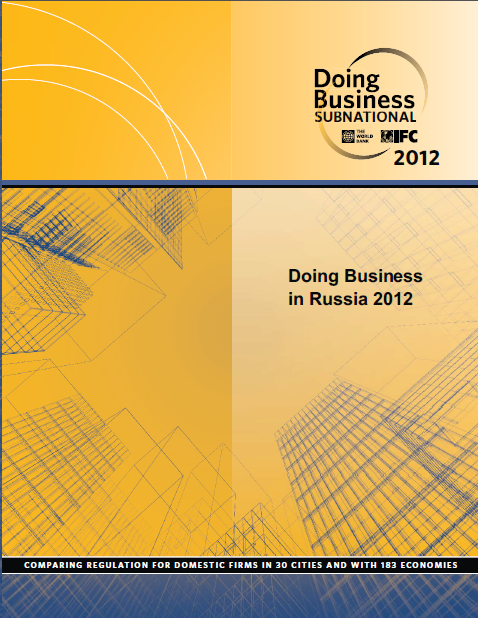 Doing
Business
SUBNATIONAL
THE
WORLD
BANK
IFC
2012
Doing Business
in Russia 2012
COMPARING REGULATION FOR DOMESTIC FIRMS IN 30 CITIES AND WITH 183 ECONOMIES